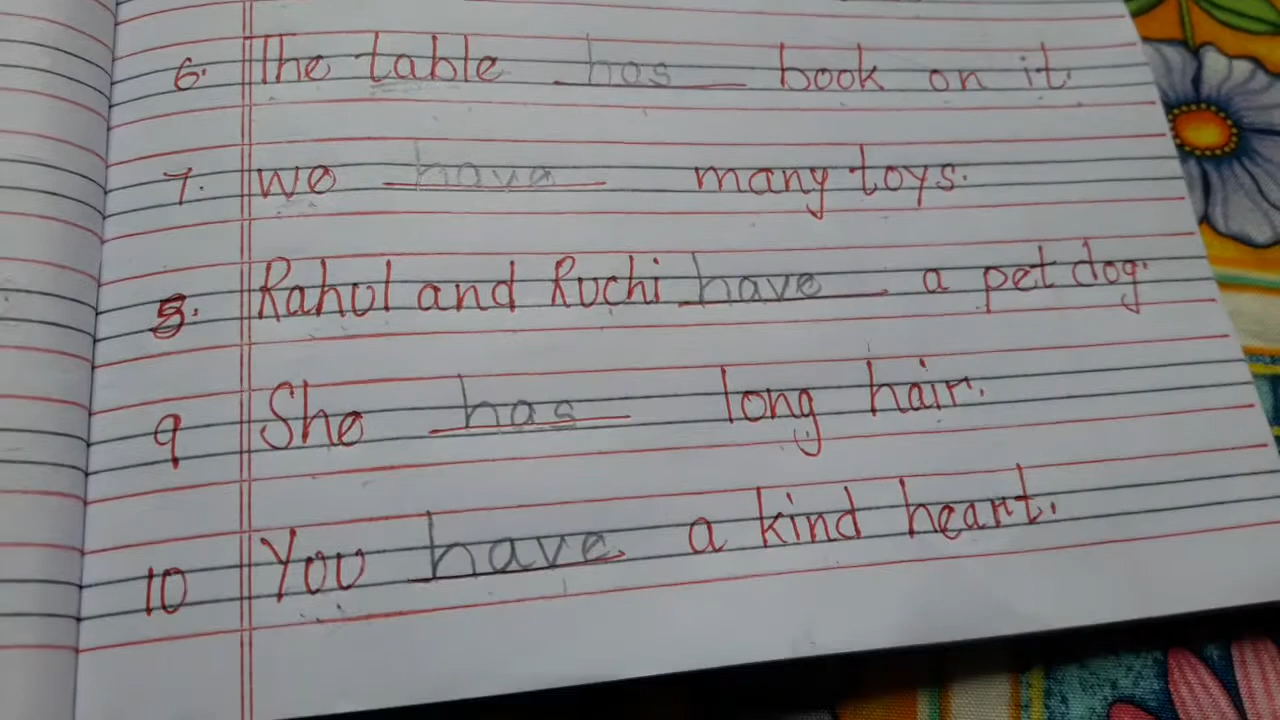 6. The table has book on it.
7. We have many toys.
8. Rahul and Ruchi have a pet dog.
9 She has long hair.
10 You have a kind heart.